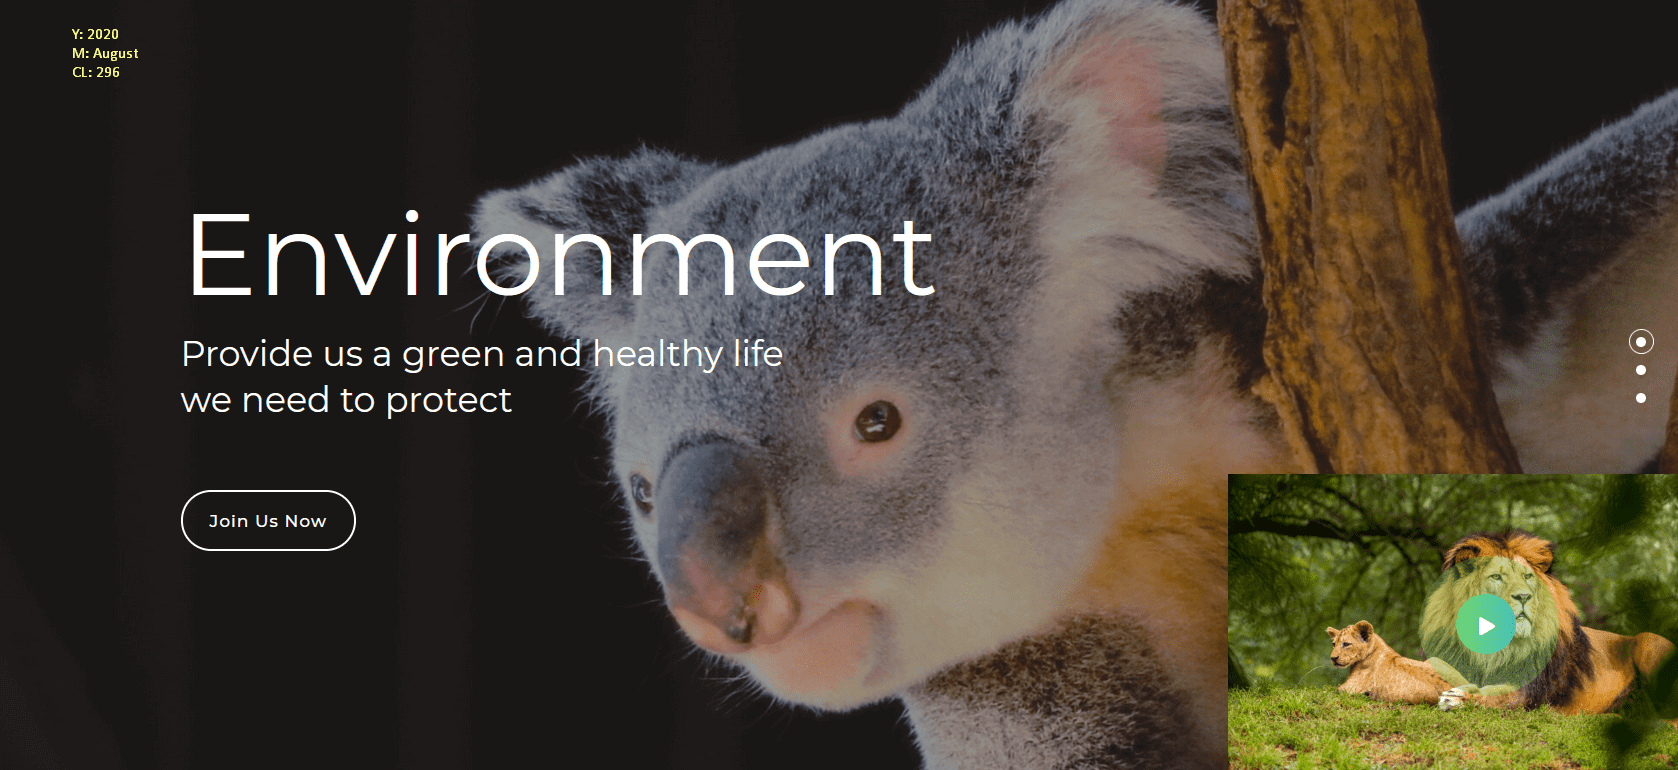 Y: 2020
M: August
CL: 296
Environment
Provide us a green and healthy life
we need to protect
Join Us Now